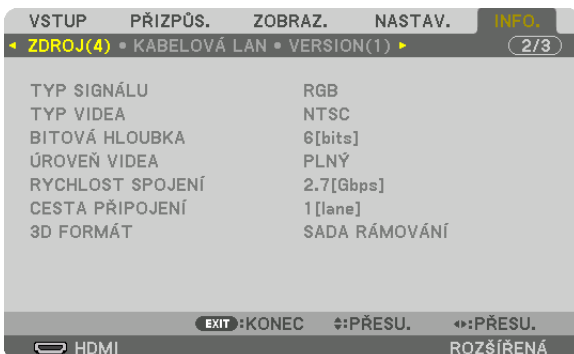 VSTUP PŘIZPŮS. ZOBRAZ. NASTAV. INFO.
ZDROJ(4) KABELOVÁ LAN VERSION(1) 2/3
TYP SIGNÁLU RGB
TYP VIDEA NTSC
BITOVÁ HLOUBKA 6[bits]
ÚROVEŇ VIDEA PLNÝ
RYCHLOST SPOJENÍ 2.7[Gbps]
CESTA PŘIPOJENÍ 1[lane]
3D FORMÁT SADA RÁMOVÁNÍ
EXIT:KONEC :PŘESU. :PŘESU.
HDMI ROZŠÍŘENÁ